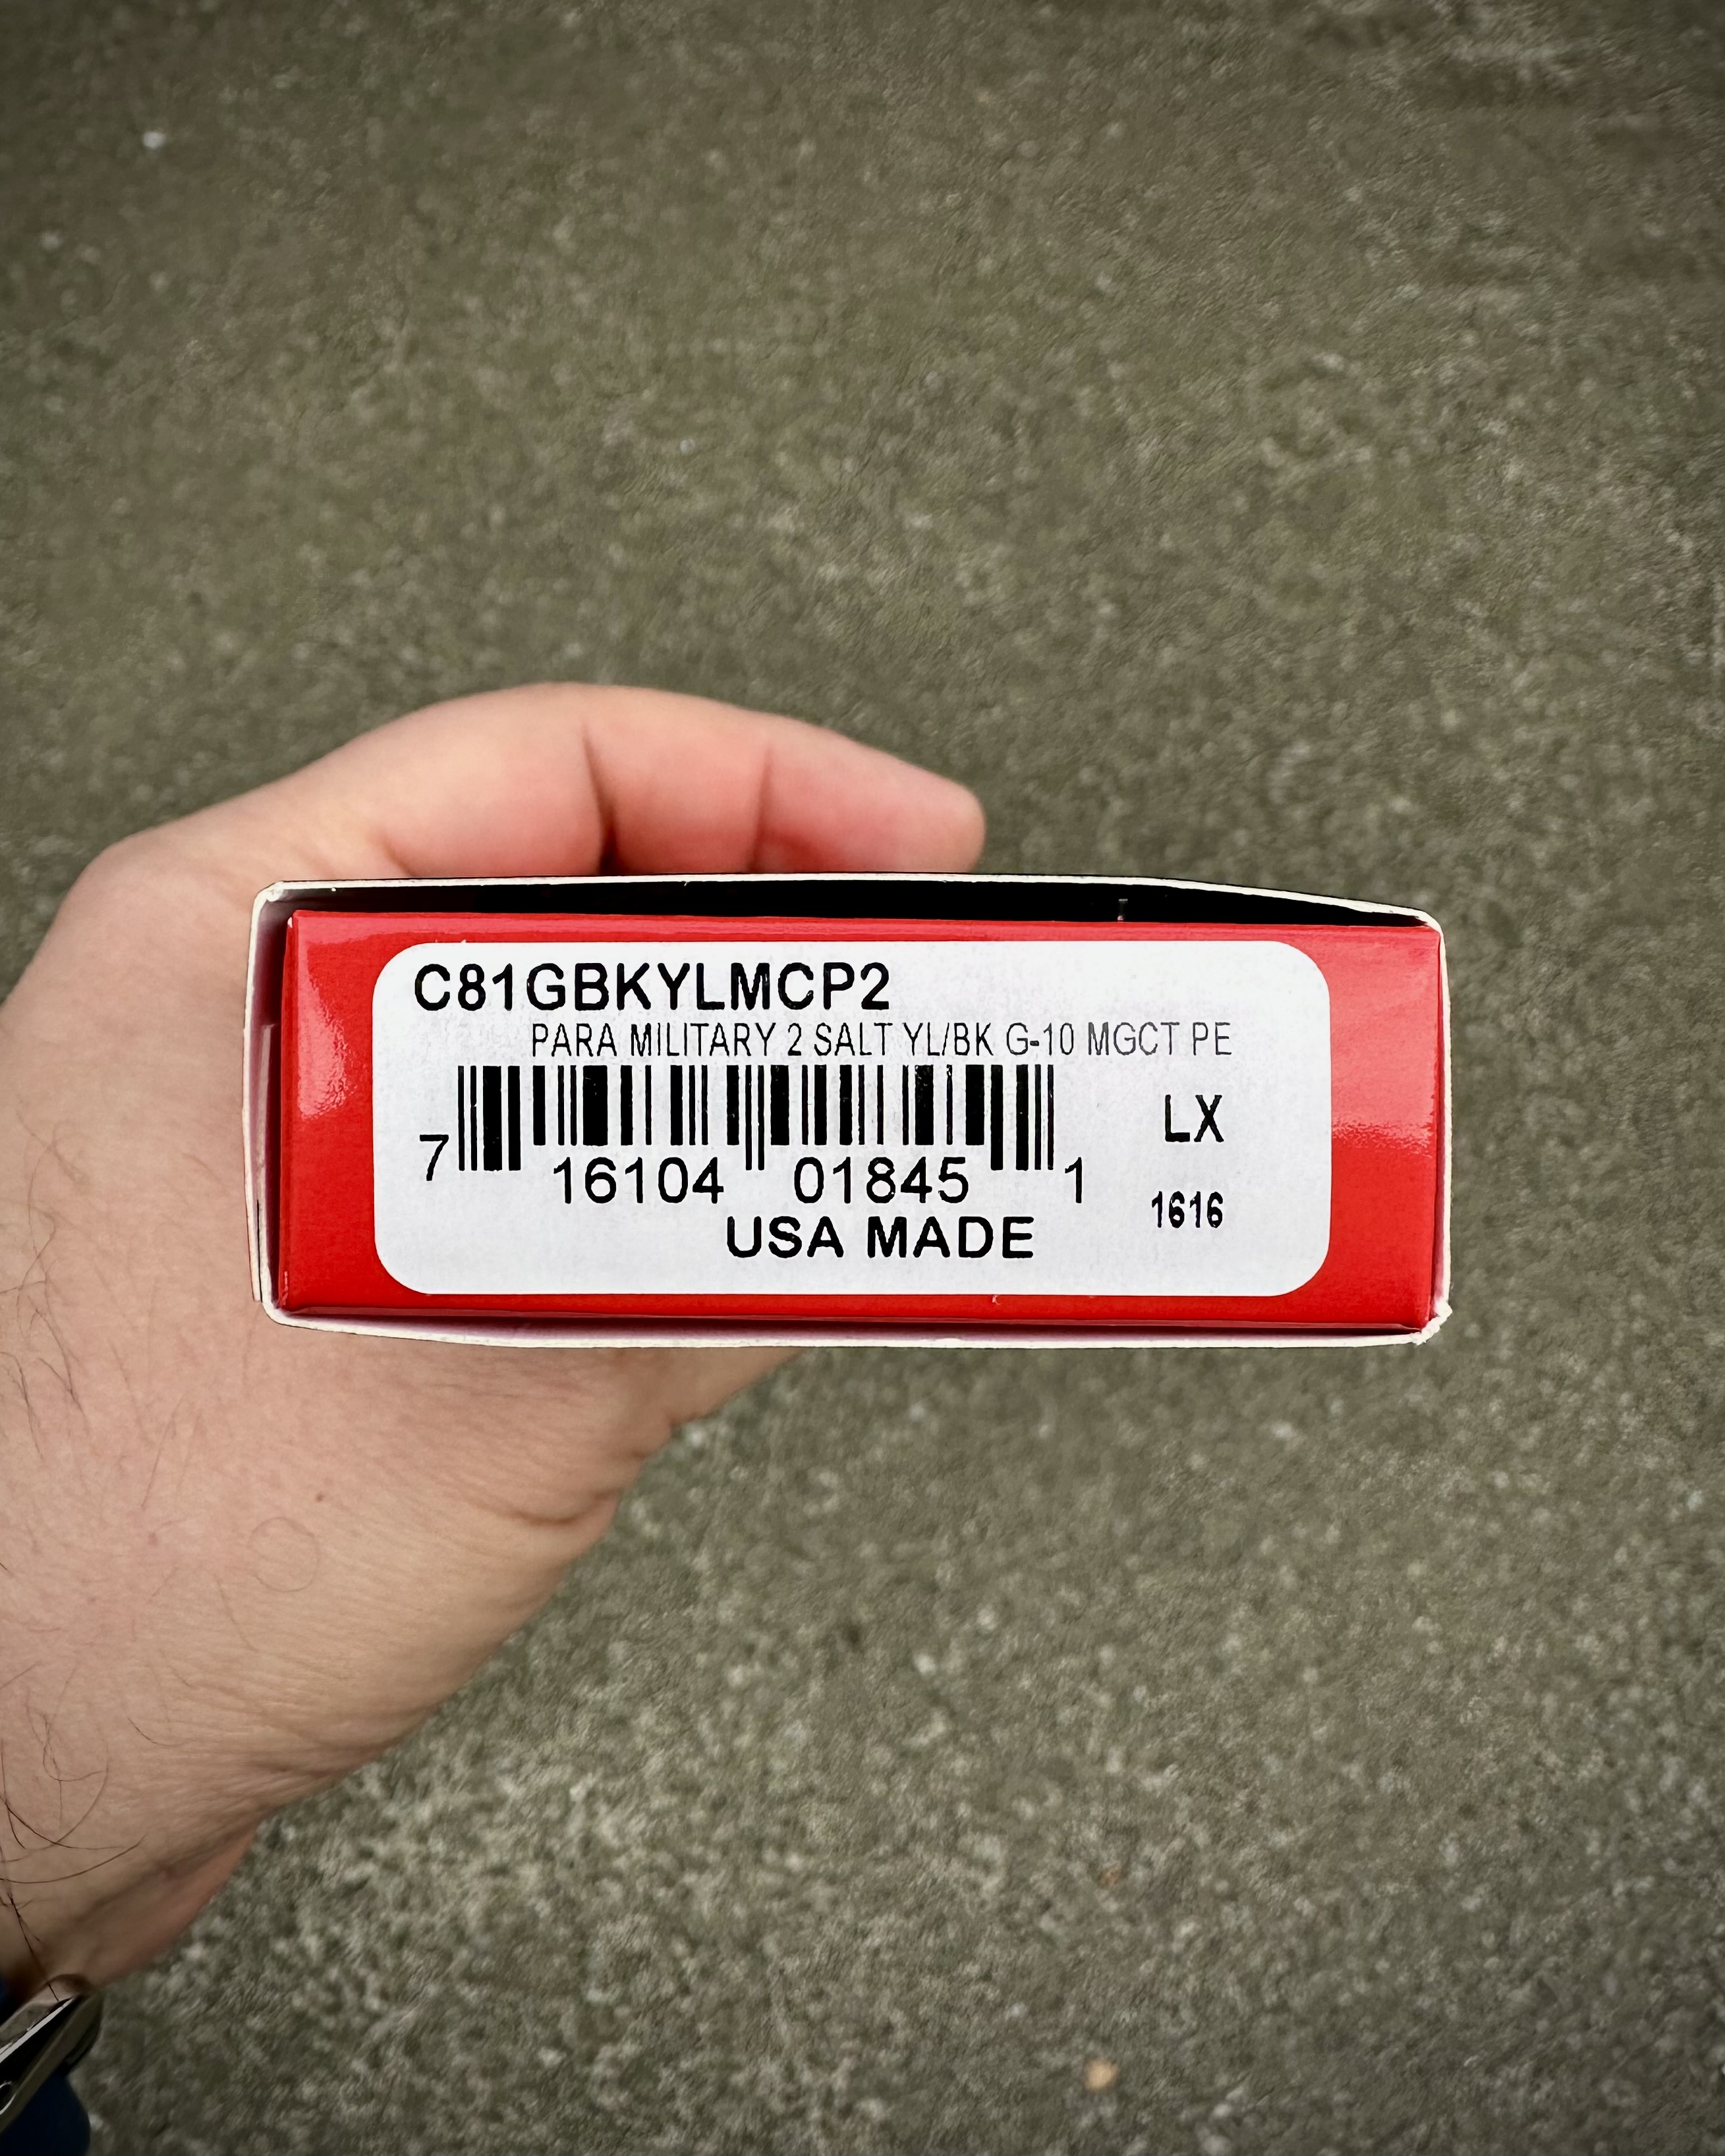 C81GBKYLMCP2
PARA MILITARY 2 SALT YL/BK G-10 MGCT PE
LX
7 16104 01845 1
1616
USA MADE